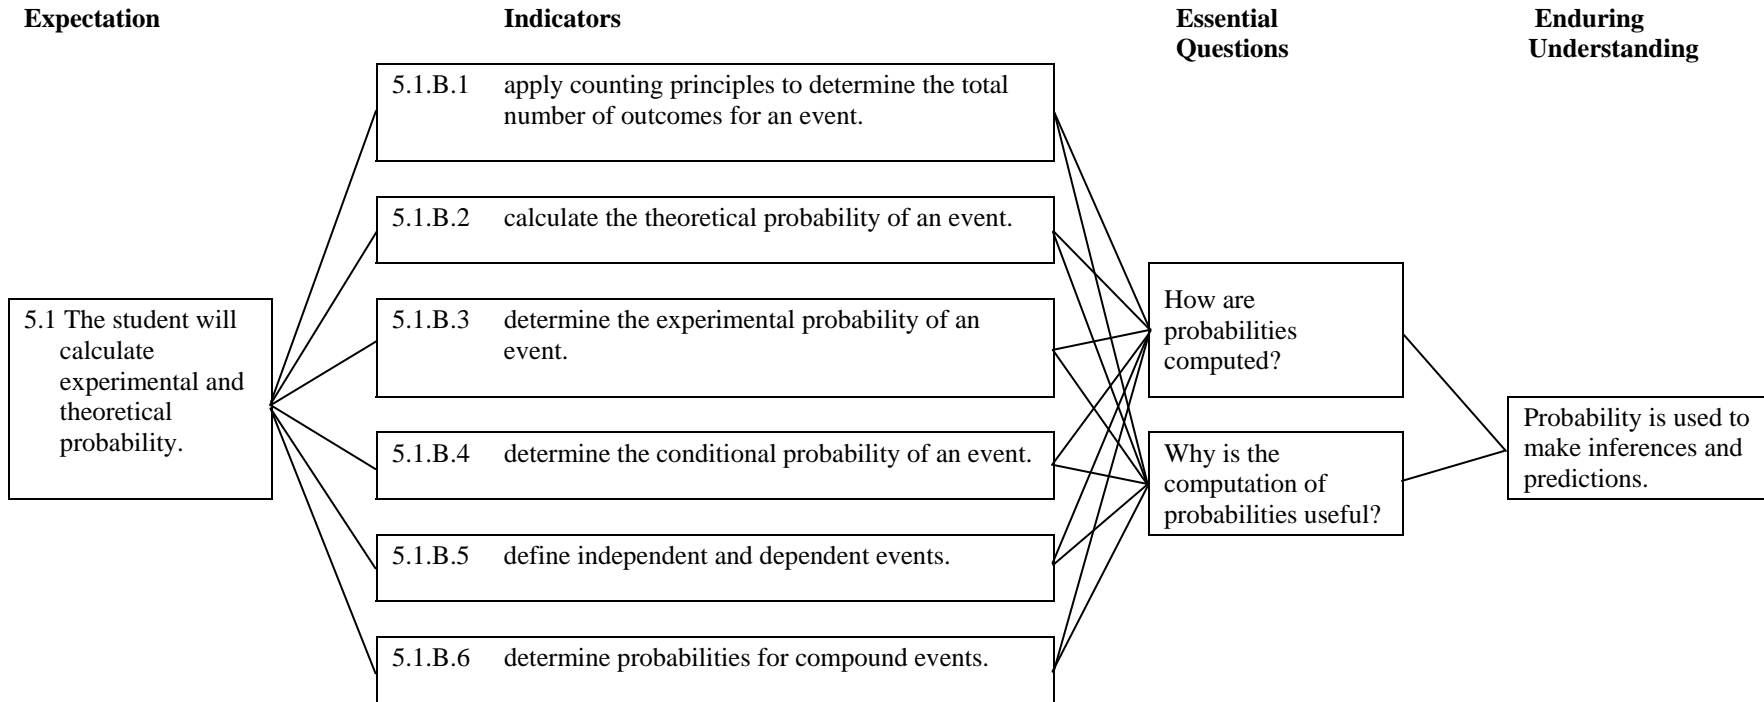 Expectation
Indicators
Essential
Questions
Enduring
Understanding
5.1 The student will
calculate
experimental and
theoretical
probability.
5.1.B.1 apply counting principles to determine the total
number of outcomes for an event.
5.1.B.2 calculate the theoretical probability of an event.
5.1.B.3 determine the experimental probability of an
event.
5.1.B.4 determine the conditional probability of an event.
5.1.B.5 define independent and dependent events.
5.1.B.6 determine probabilities for compound events.
How are
probabilities
computed?
Why is the
computation of
probabilities useful?
Probability is used to
make inferences and
predictions.